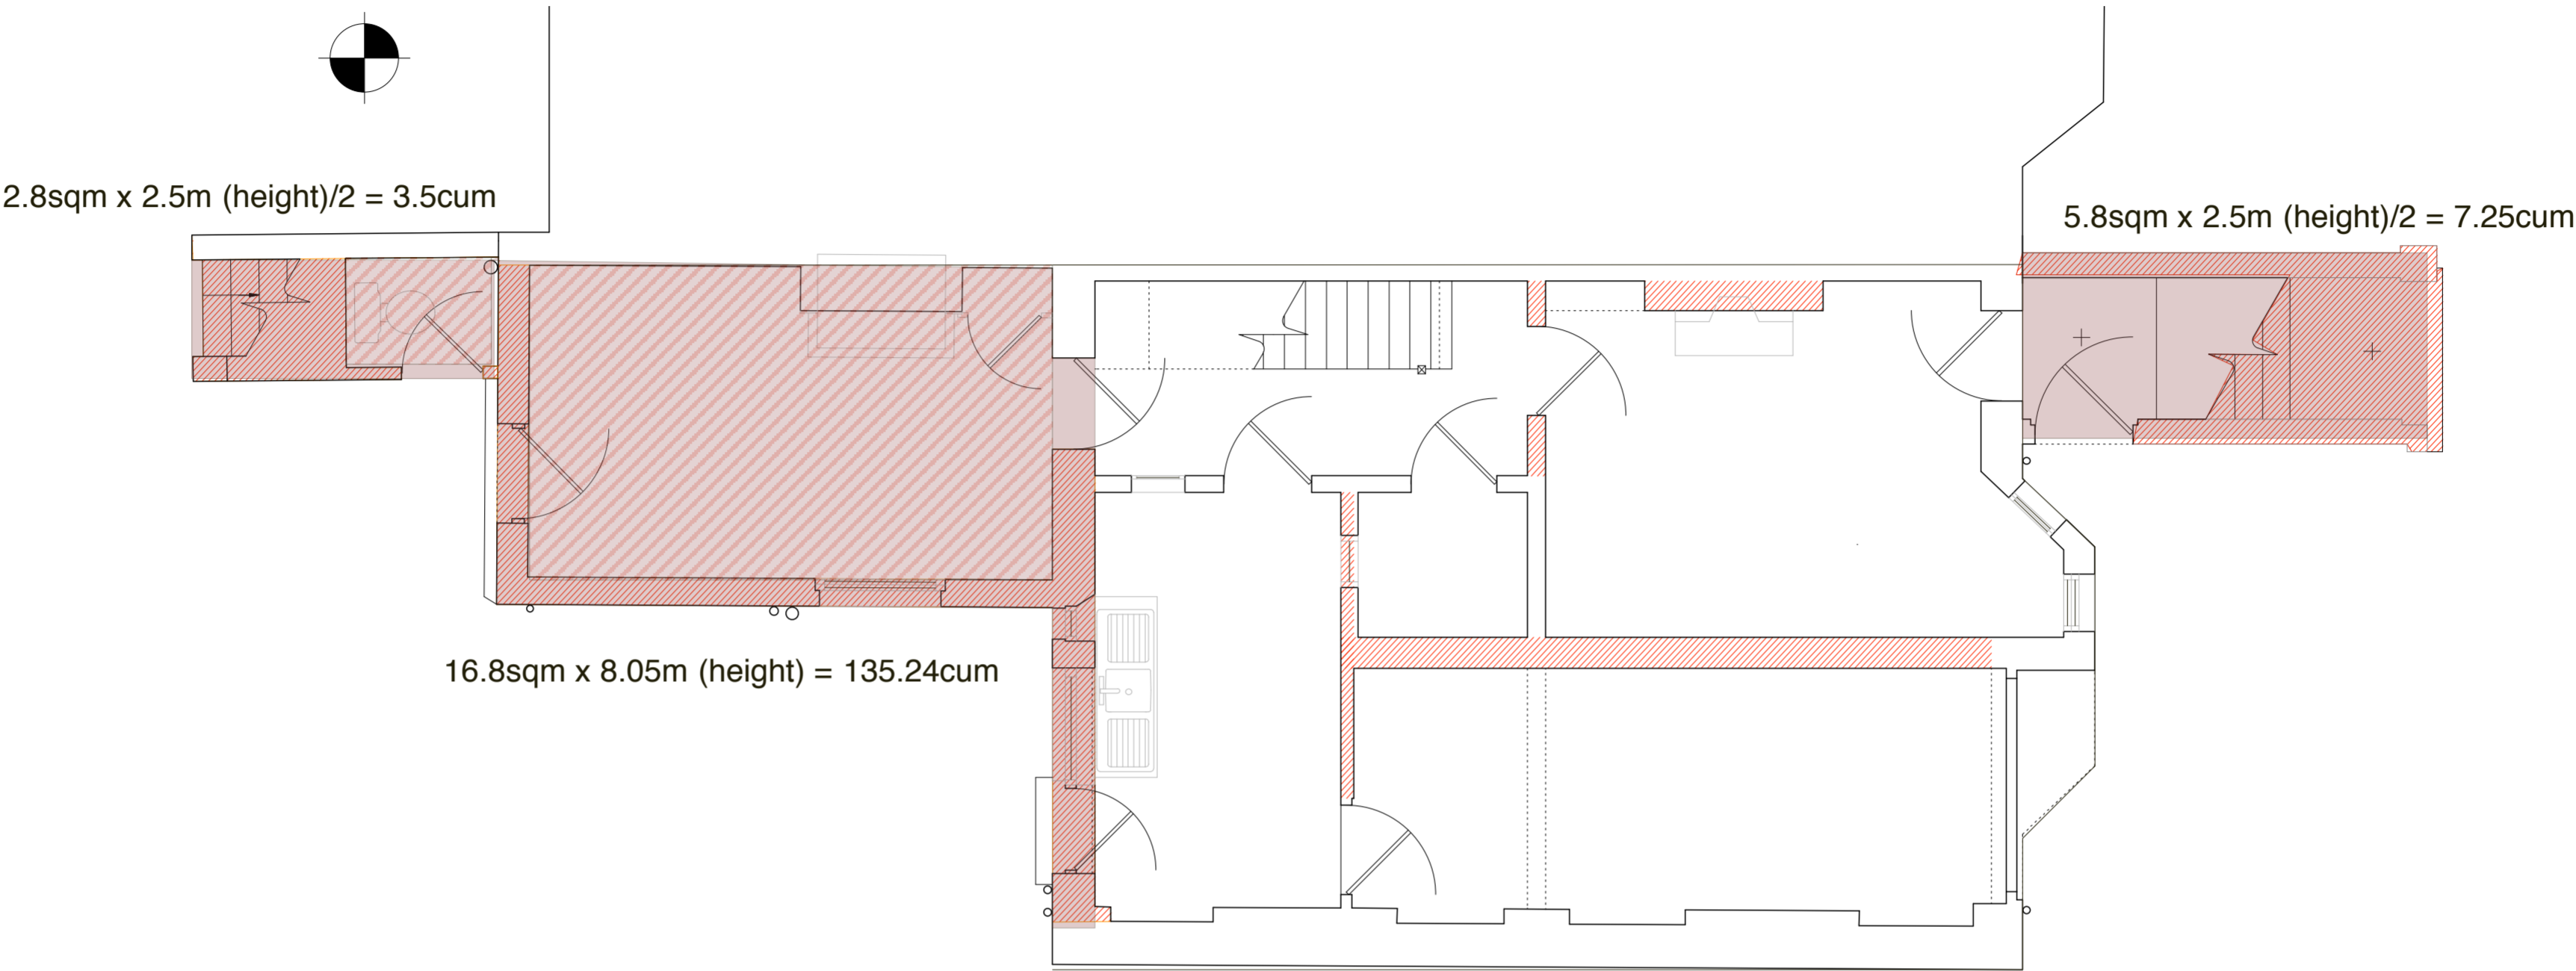 2.8sqm x 2.5m (height)/2 = 3.5cum
5.8sqm x 2.5m (height)/2 = 7.25cum
16.8sqm x 8.05m (height) = 135.24cum